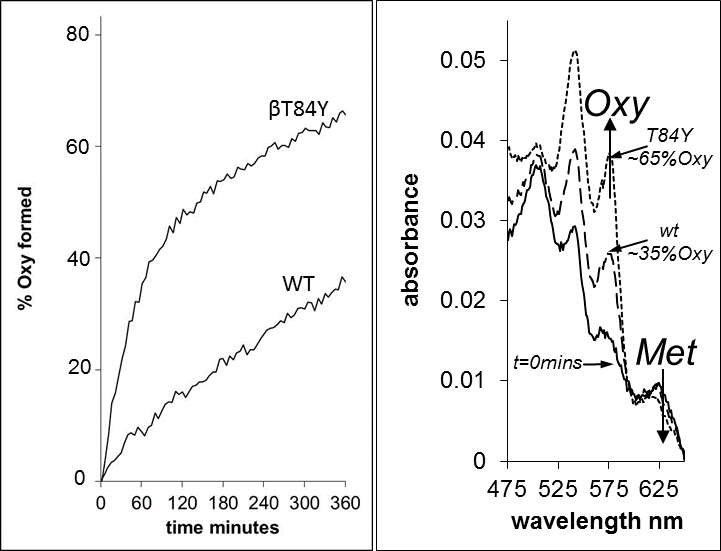 80
60
40
20
0
% Oxy formed
βT84Y
WT
0 60 120 180 240 300 360
time minutes
0.05
0.04
0.03
0.02
0.01
0
absorbance
Oxy
T84Y
~65%Oxy
wt
~35%Oxy
t=0mins
Met
475 525 575 625
wavelength nm